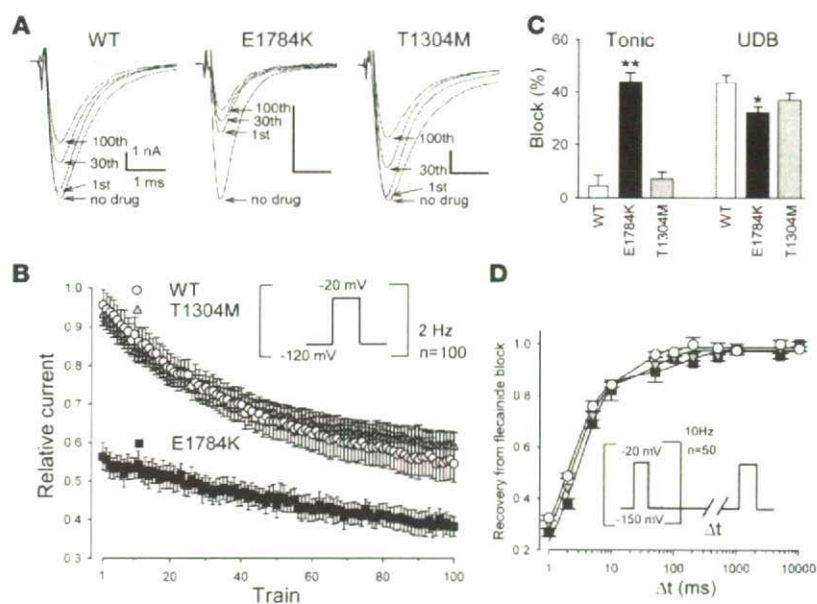 A
WT
E1784K
T1304M
100th
30th
1st
no drug
1 nA
1 ms
100th
30th
1st
no drug
100th
30th
1st
no drug
C
Tonic
UDB
Block (%)
60
40
20
0
WT
E1784K
T1304M
WT
E1784K
T1304M
**
*
B
Relative current
1.0
0.9
0.8
0.7
0.6
0.5
0.4
0.3
WT
T1304M
E1784K
-20 mV
-120 mV
2 Hz
n=100
1
20
40
60
80
100
Train
D
Recovery from flecainide block
1.0
0.8
0.6
0.4
0.2
10Hz
n=50
-20 mV
-150 mV
Δt
1
10
100
1000
10000
Δt (ms)